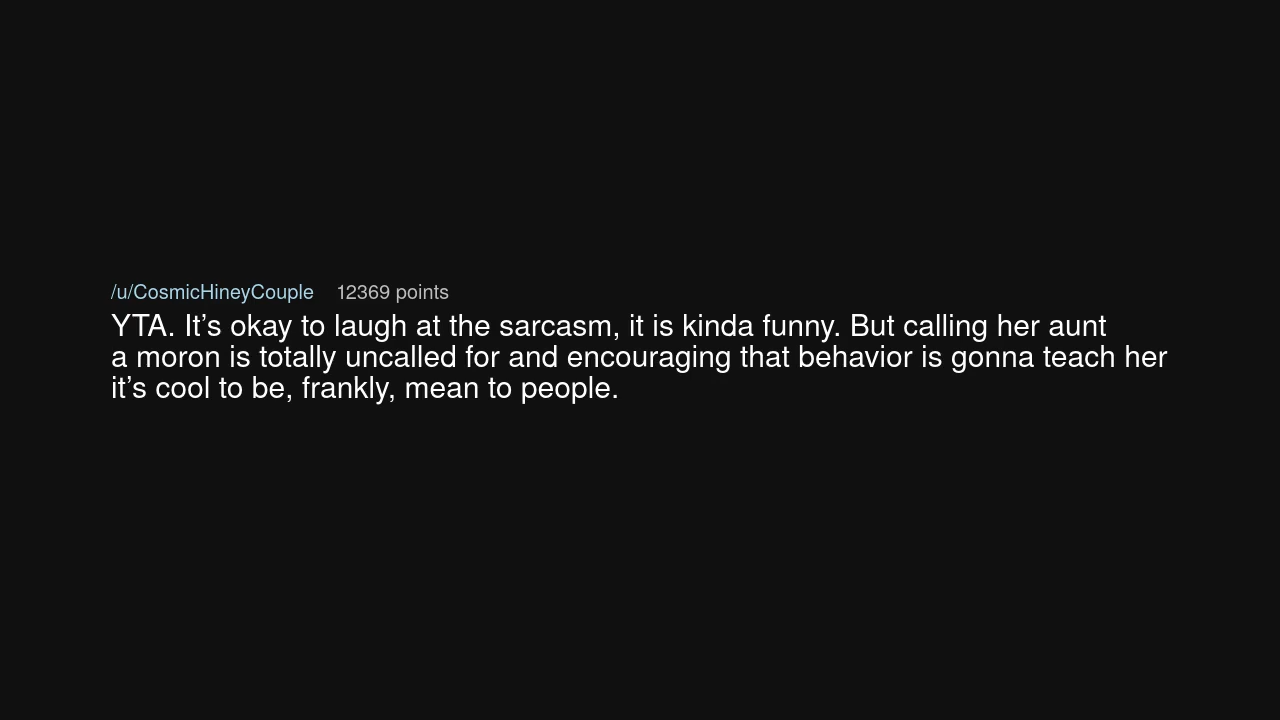 /u/CosmicHineyCouple 12369 points
YTA. It’s okay to laugh at the sarcasm, it is kinda funny. But calling her aunt
a moron is totally uncalled for and encouraging that behavior is gonna teach her
it’s cool to be, frankly, mean to people.